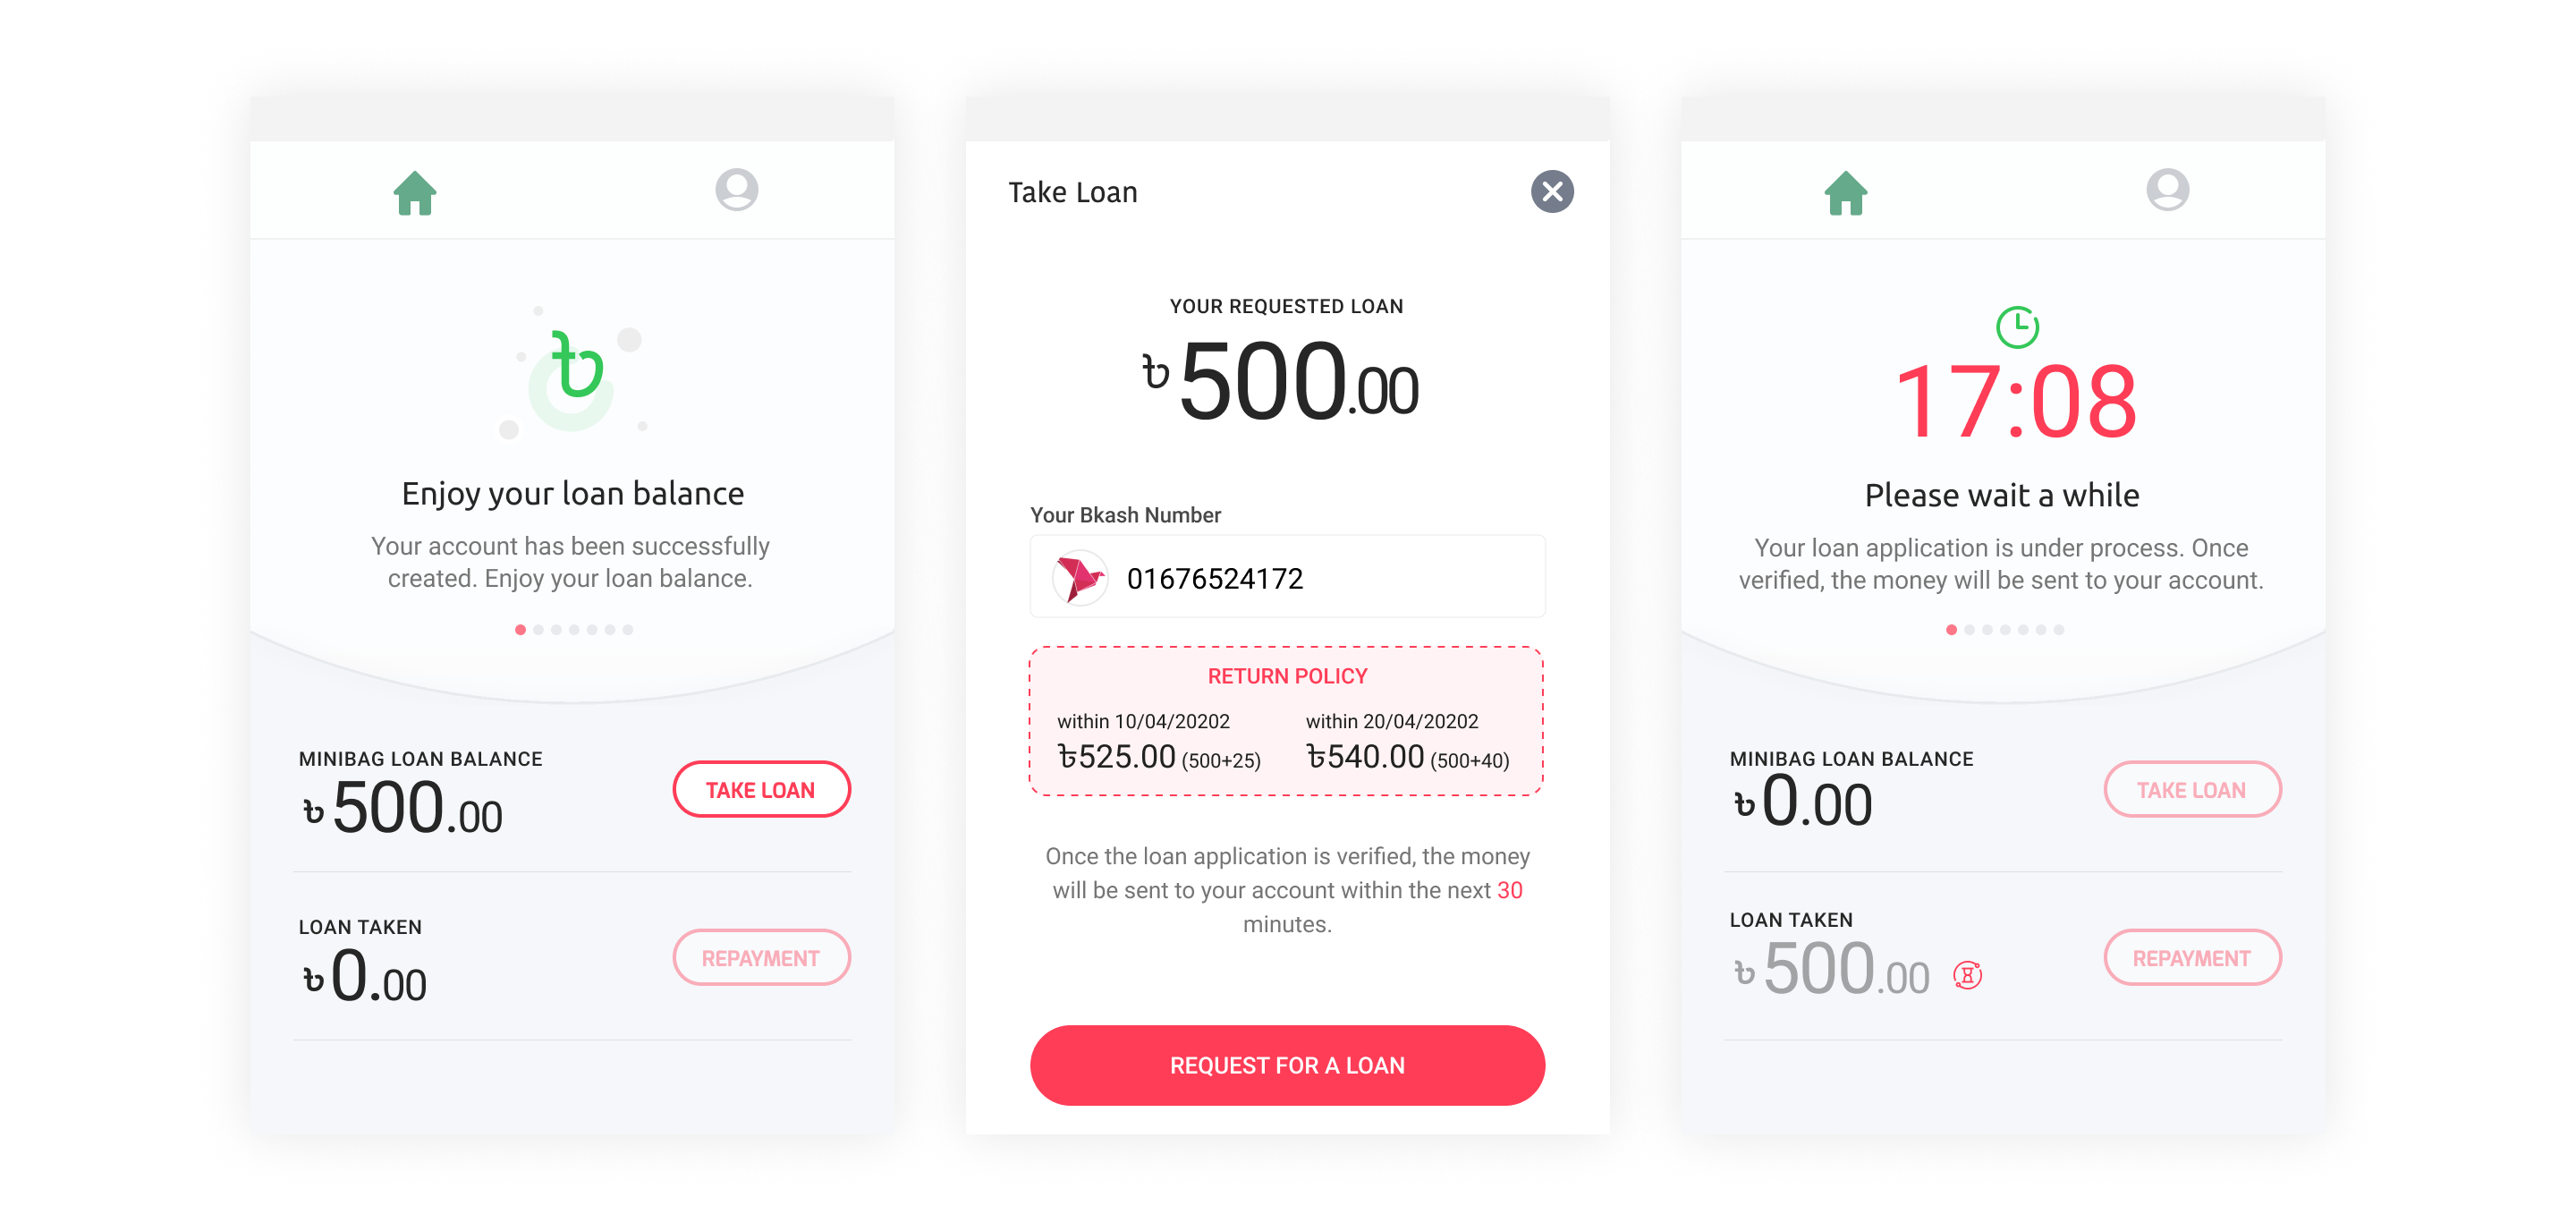 ৳
Enjoy your loan balance
Your account has been successfully
created. Enjoy your loan balance.
MINIBAG LOAN BALANCE
৳500.00
TAKE LOAN
LOAN TAKEN
৳0.00
REPAYMENT
Take Loan
YOUR REQUESTED LOAN
৳500.00
Your Bkash Number
01676524172
RETURN POLICY
within 10/04/20202
৳525.00 (500+25)
within 20/04/20202
৳540.00 (500+40)
Once the loan application is verified, the money
will be sent to your account within the next 30
minutes.
REQUEST FOR A LOAN
17:08
Please wait a while
Your loan application is under process. Once
verified, the money will be sent to your account.
MINIBAG LOAN BALANCE
৳0.00
TAKE LOAN
LOAN TAKEN
৳500.00
REPAYMENT